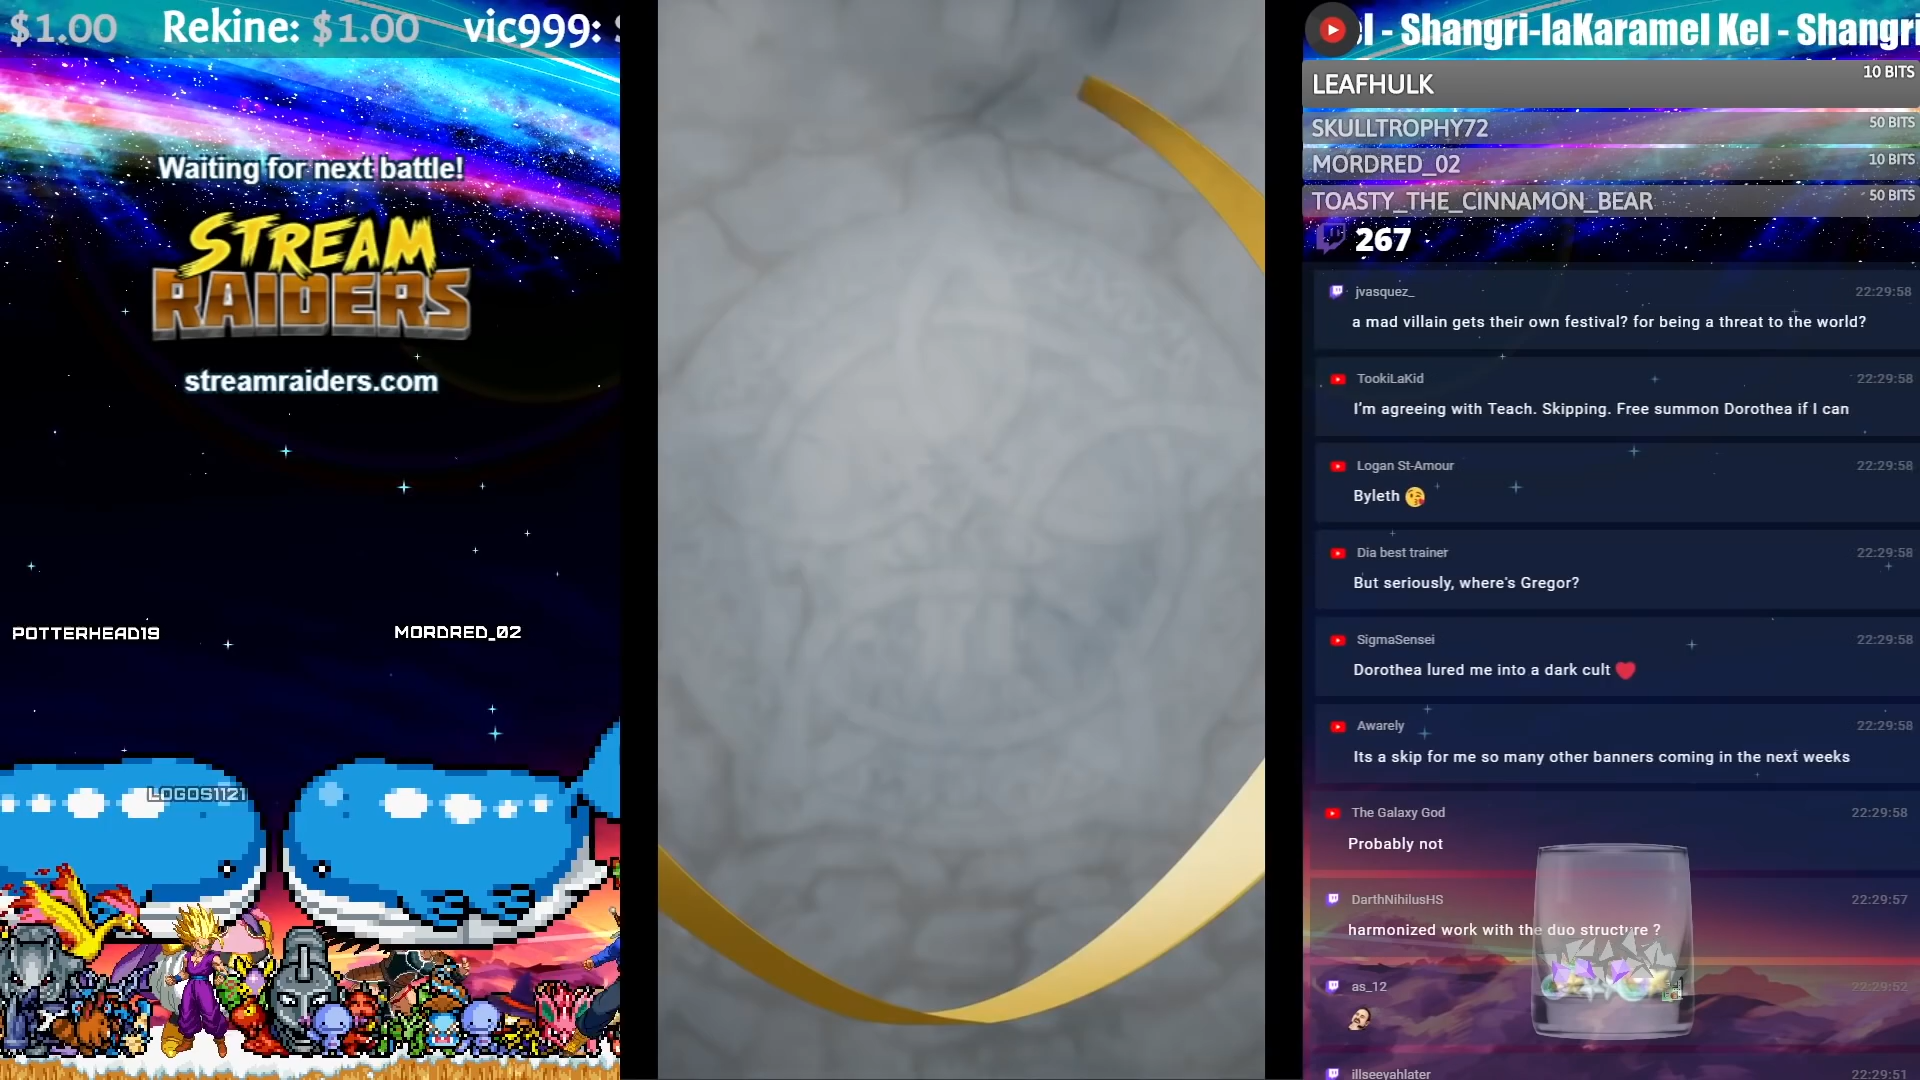 $1.00 Rekine: $1.00 vic999:
Waiting for next battle!
STREAM
RAIDERS
streamraiders.com
POTTERHEAD19
MORDRED_02
LOGOS1121
l - Shangri-laKaramel Kel - Shangri
LEAFHULK 10 BITS
SKULLTROPHY72 50 BITS
MORDRED_02 10 BITS
TOASTY_THE_CINNAMON_BEAR 50 BITS
267
jvasquez_ 22:29:58
a mad villain gets their own festival? for being a threat to the world?
TookiLaKid 22:29:58
I'm agreeing with Teach. Skipping. Free summon Dorothea if I can
Logan St-Amour 22:29:58
Byleth 😘
Dia best trainer 22:29:58
But seriously, where's Gregor?
SigmaSensei 22:29:58
Dorothea lured me into a dark cult ❤️
Awarely 22:29:58
Its a skip for me so many other banners coming in the next weeks
The Galaxy God 22:29:58
Probably not
DarthNihilusHS 22:29:57
harmonized work with the duo structure ?
as_12 22:29:52
illseeyahlater 22:29:51